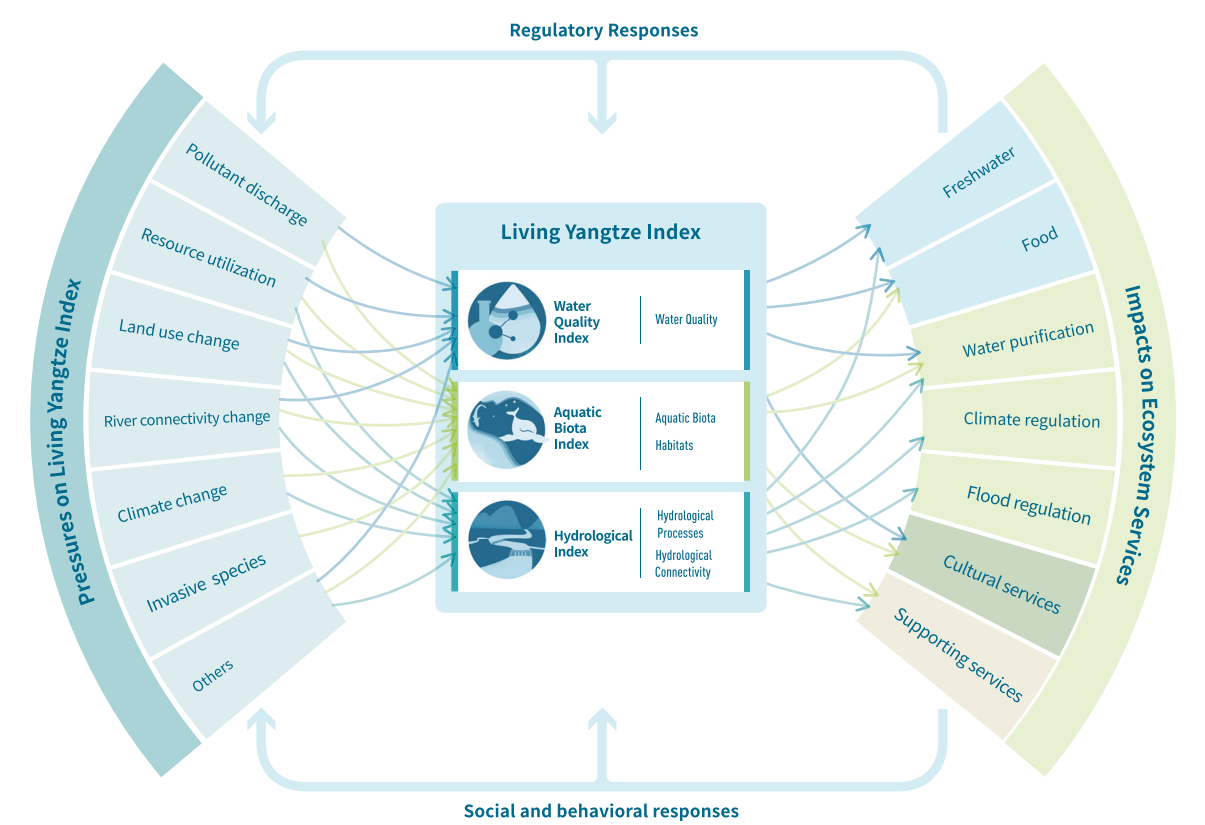 Regulatory Responses
Pressures on Living Yangtze Index
Pollutant discharge
Resource utilization
Land use change
River connectivity change
Climate change
Invasive species
Others
Living Yangtze Index
Water
Quality
Index
Water Quality
Aquatic
Biota
Index
Aquatic Biota
Habitats
Hydrological
Index
Hydrological
Processes
Hydrological
Connectivity
Freshwater
Food
Water purification
Climate regulation
Flood regulation
Cultural services
Supporting services
Impacts on Ecosystem Services
Social and behavioral responses